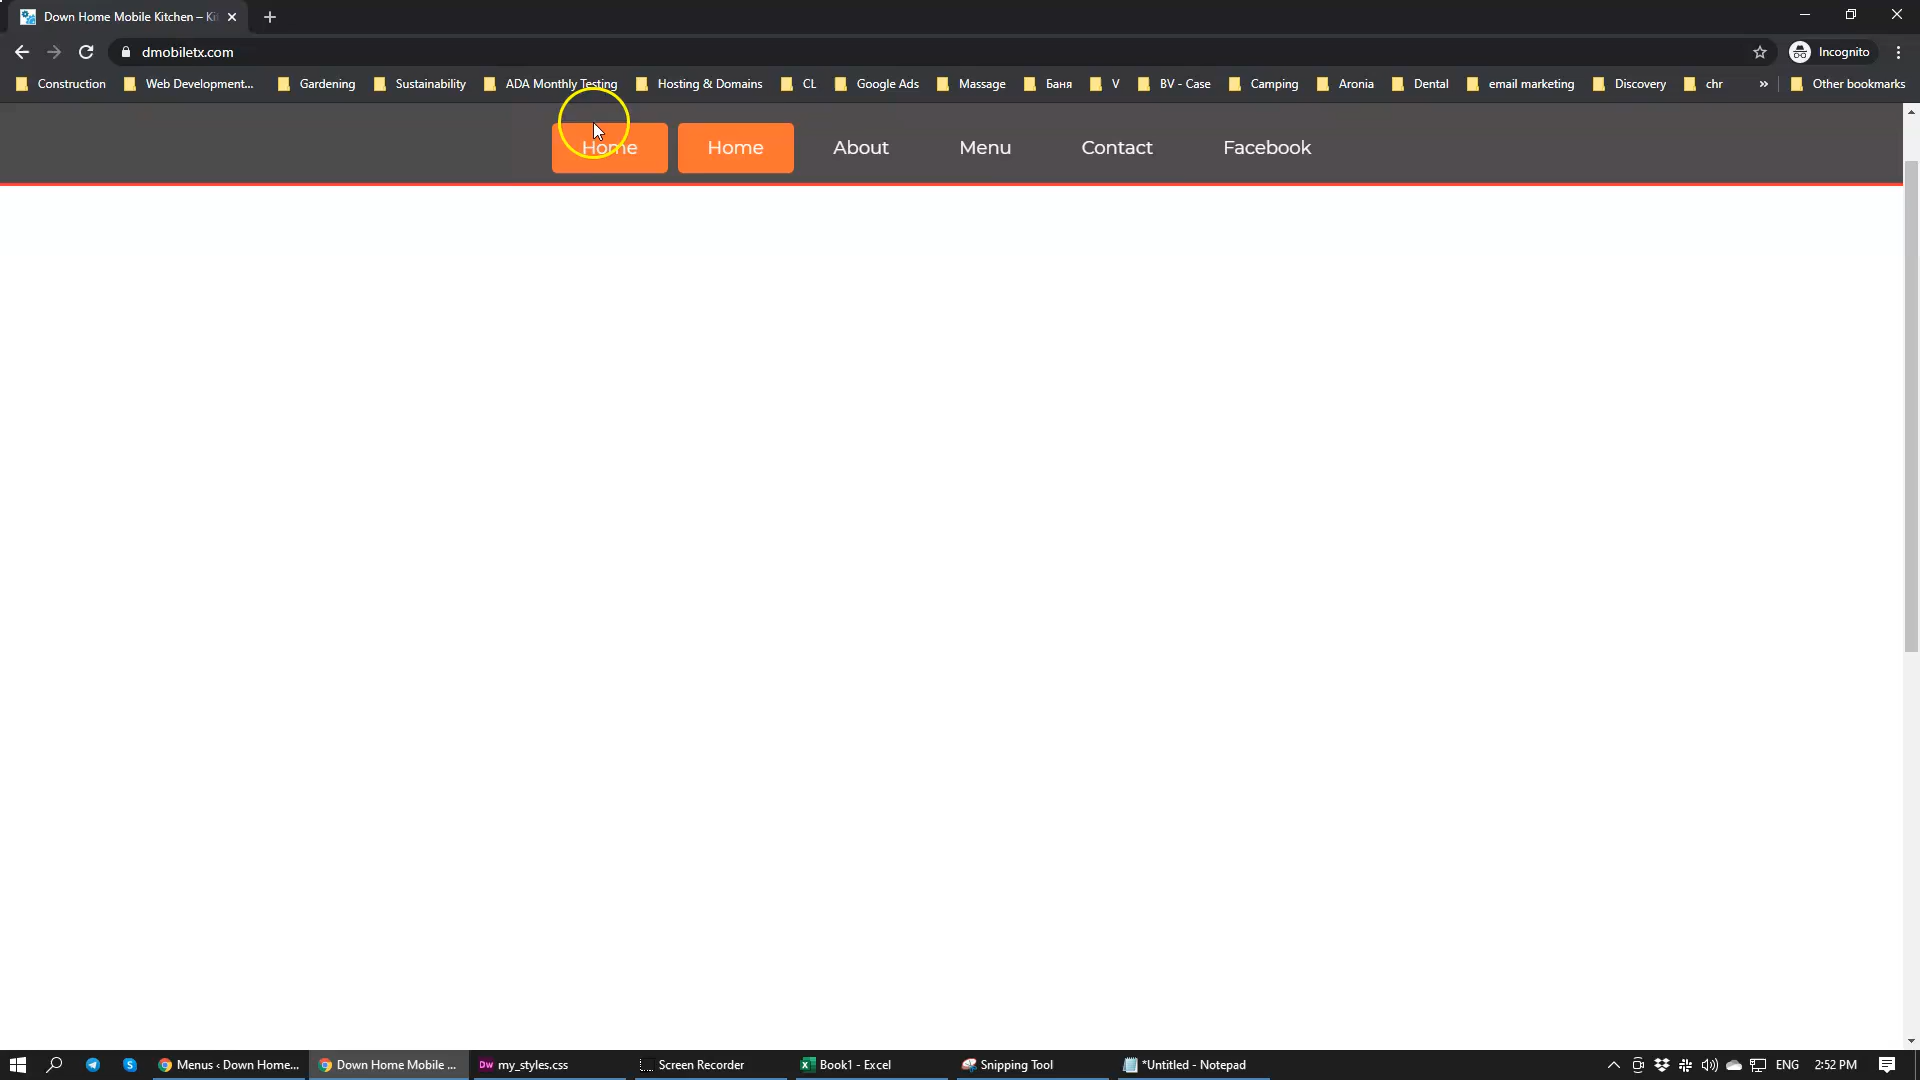 Down Home Mobile Kitchen – Ki
dmobiletx.com
Incognito
Construction Web Development... Gardening Sustainability ADA Monthly Testing Hosting & Domains CL Google Ads Massage Баня V BV - Case Camping Aronia Dental email marketing Discovery chr » Other bookmarks
Home Home About Menu Contact Facebook
Menus ‹ Down Home... Down Home Mobile ... Dw my_styles.css Screen Recorder Book1 - Excel Snipping Tool *Untitled - Notepad ENG 2:52 PM